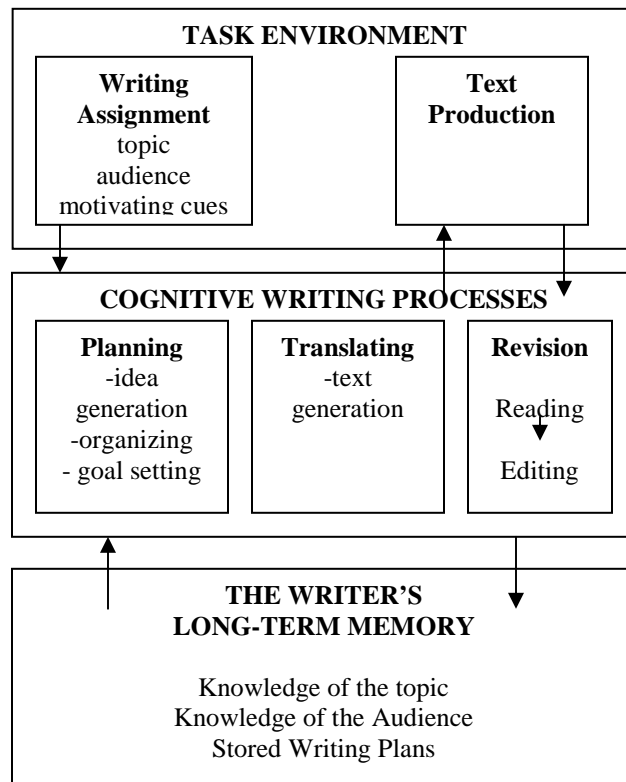 TASK ENVIRONMENT
Writing
Assignment
topic
audience
motivating cues
Text
Production
COGNITIVE WRITING PROCESSES
Planning
-idea
generation
-organizing
- goal setting
Translating
-text
generation
Revision
Reading
Editing
THE WRITER’S
LONG-TERM MEMORY
Knowledge of the topic
Knowledge of the Audience
Stored Writing Plans